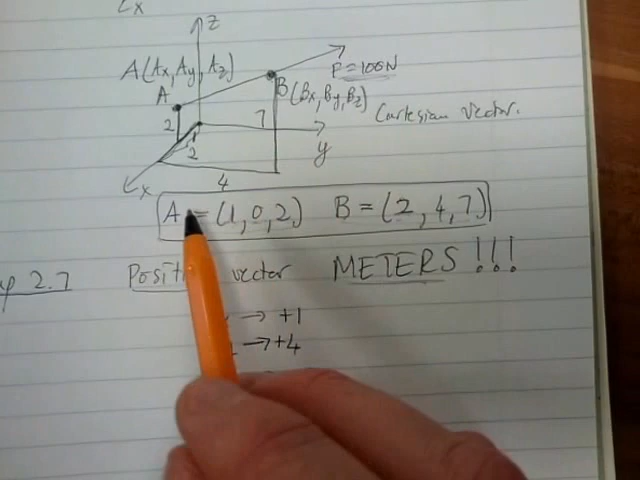 x
z
A(Ax, Ay, Az)
F = 100N
A
B(Bx, By, Bz)
2
7
Cartesian vector.
1
2
y
x
4
A = (1, 0, 2) B = (2, 4, 7)
2.7
vector METERS !!!
→ +1
→ +4